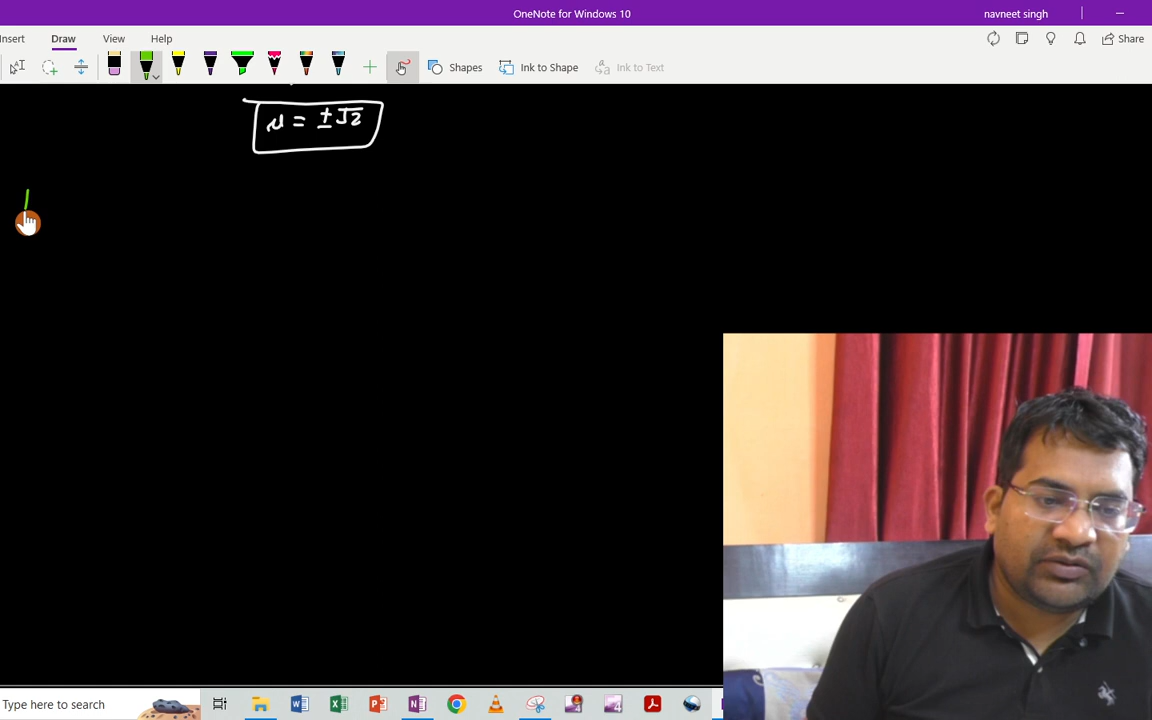 OneNote for Windows 10
navneet singh
Insert Draw View Help
Share
Shapes
Ink to Shape
Ink to Text
= ±√2
Type here to search